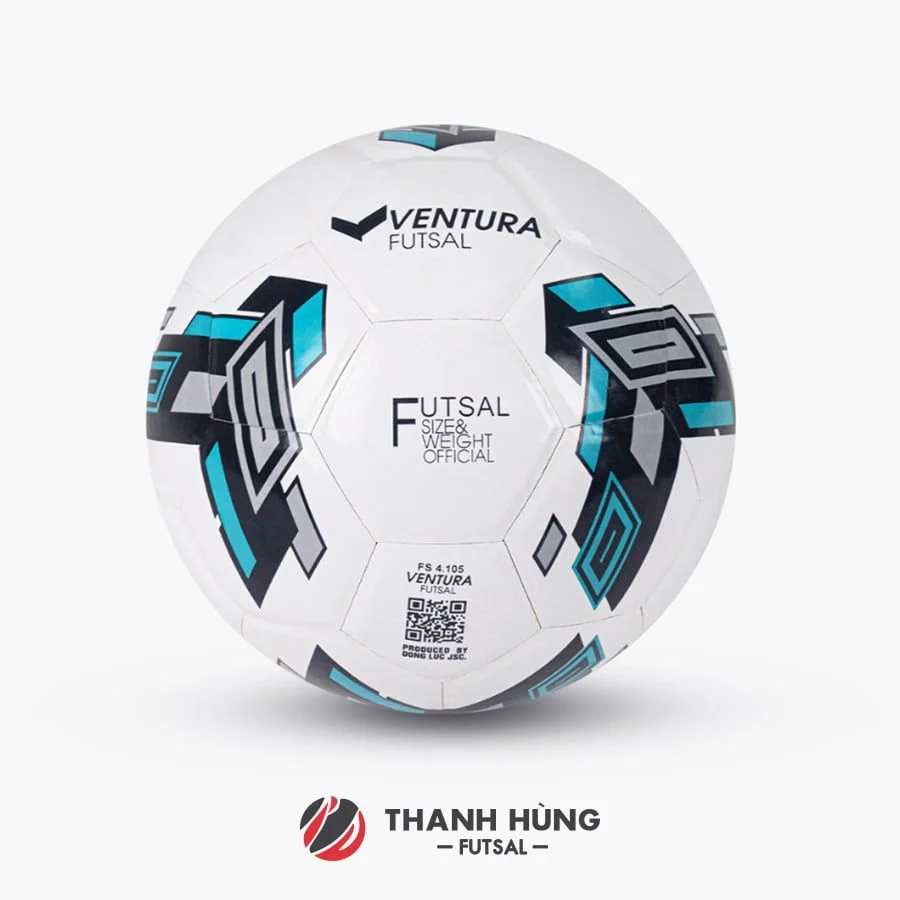 VENTURA
FUTSAL
FUTSAL
SIZE&
WEIGHT
OFFICIAL
FS 4.105
VENTURA
FUTSAL
PRODUCED BY
DONG LUC JSC.
THANH HÙNG
– FUTSAL –